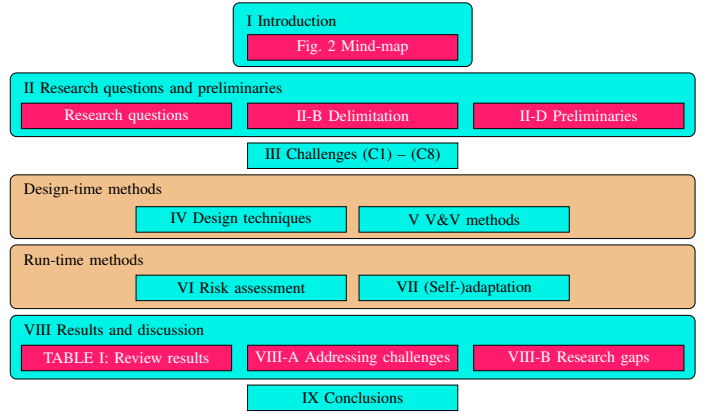 I Introduction
Fig. 2 Mind-map
II Research questions and preliminaries
Research questions
II-B Delimitation
II-D Preliminaries
III Challenges (C1) – (C8)
Design-time methods
IV Design techniques
V V&V methods
Run-time methods
VI Risk assessment
VII (Self-)adaptation
VIII Results and discussion
TABLE I: Review results
VIII-A Addressing challenges
VIII-B Research gaps
IX Conclusions